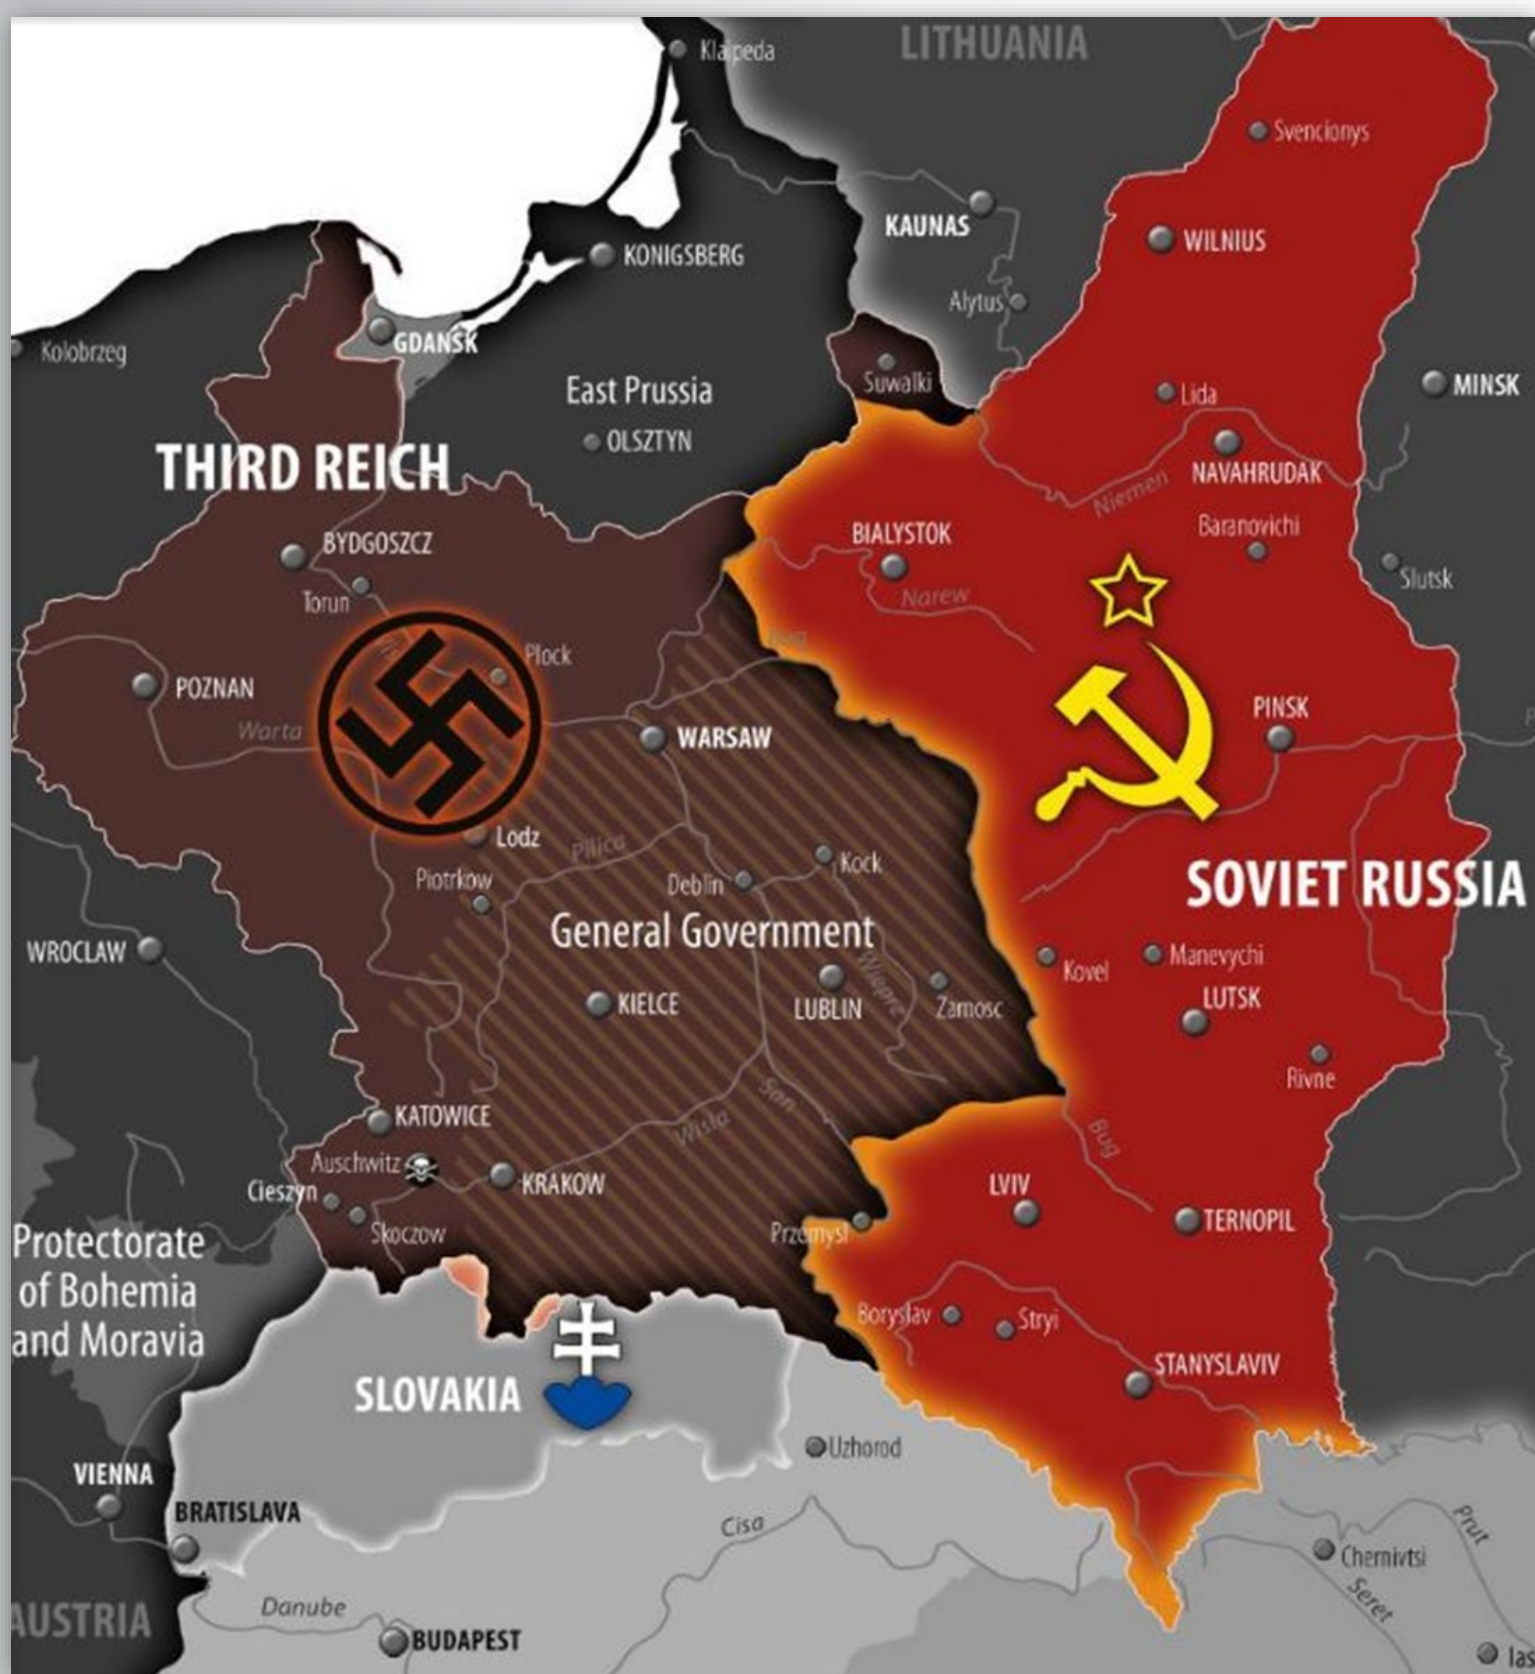 Klaipeda
LITHUANIA
Svencionys
KAUNAS
WILNIUS
KONIGSBERG
Alytus
GDANSK
Kolobrzeg
East Prussia
Suwalki
MINSK
Lida
OLSZTYN
THIRD REICH
NAVAHRUDAK
Niemen
Baranovichi
BIALYSTOK
BYDGOSZCZ
Slutsk
Torun
Narew
Bug
Plock
POZNAN
PINSK
Warta
WARSAW
Lodz
Pilica
Kock
Piotrkow
Deblin
SOVIET RUSSIA
General Government
WROCLAW
Manevychi
Kovel
LUTSK
Wieprz
KIELCE
LUBLIN
Zamosc
Rivne
San
KATOWICE
Wisla
Bug
Auschwitz
KRAKOW
LVIV
Cieszyn
TERNOPIL
Skoczow
Przemysl
Protectorate
of Bohemia
and Moravia
Boryslav
Stryi
STANYSLAVIV
SLOVAKIA
Uzhorod
VIENNA
BRATISLAVA
Cisa
Prut
Chernivtsi
Seret
Danube
AUSTRIA
BUDAPEST
Ias